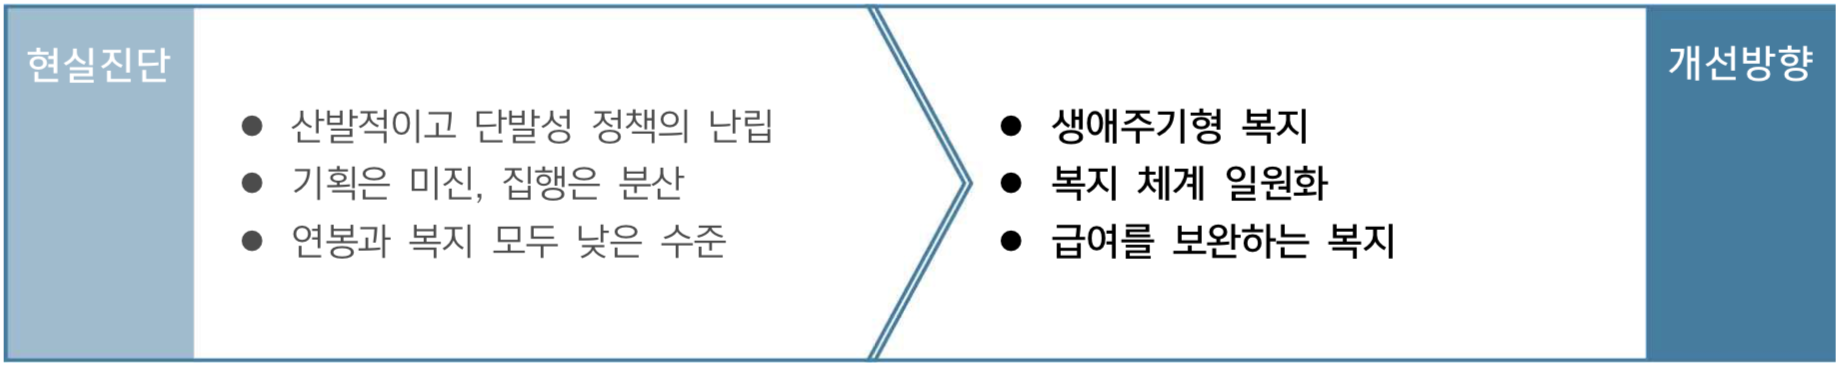 현실진단
● 산발적이고 단발성 정책의 난립
● 기획은 미진, 집행은 분산
● 연봉과 복지 모두 낮은 수준
● 생애주기형 복지
● 복지 체계 일원화
● 급여를 보완하는 복지
개선방향